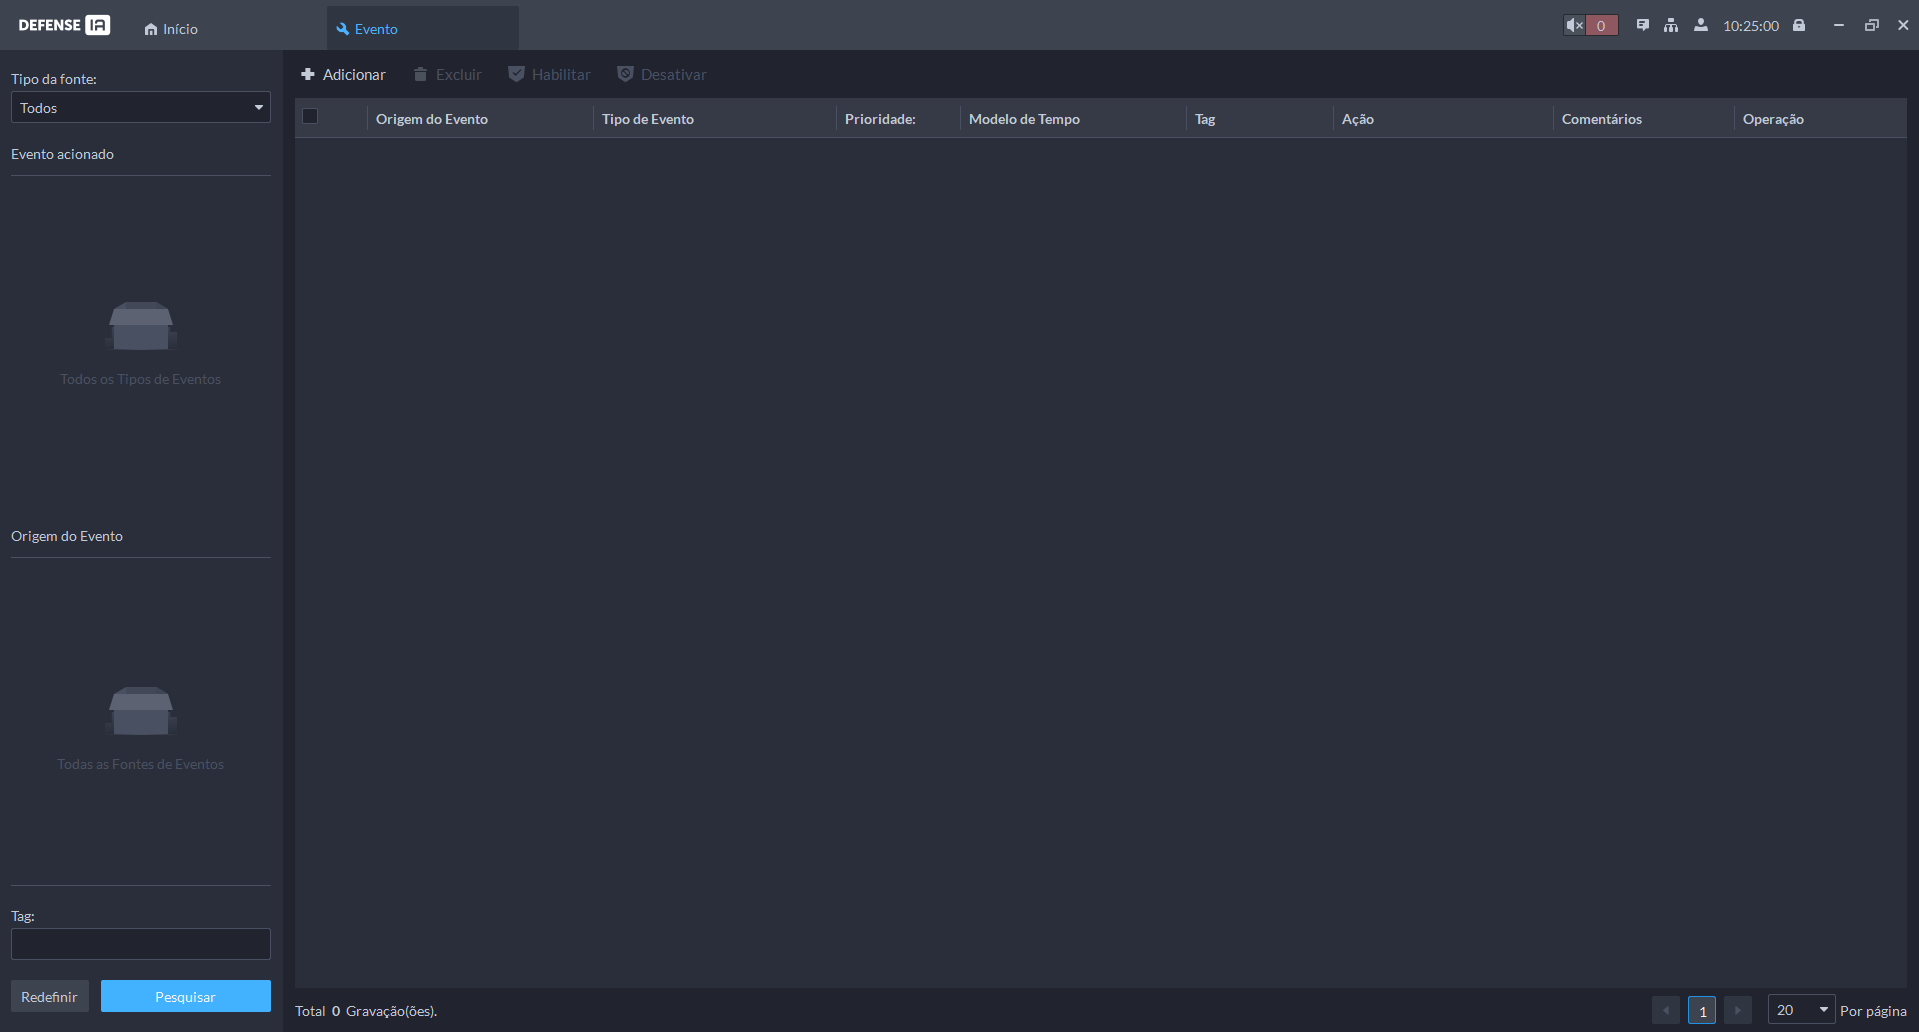 DEFENSE IA
Início
Evento
0
10:25:00
Tipo da fonte:
Todos
Evento acionado
Todos os Tipos de Eventos
Origem do Evento
Todas as Fontes de Eventos
Tag:
Redefinir
Pesquisar
Adicionar
Excluir
Habilitar
Desativar
Origem do Evento
Tipo de Evento
Prioridade:
Modelo de Tempo
Tag
Ação
Comentários
Operação
Total 0 Gravação(ões).
1
20
Por página